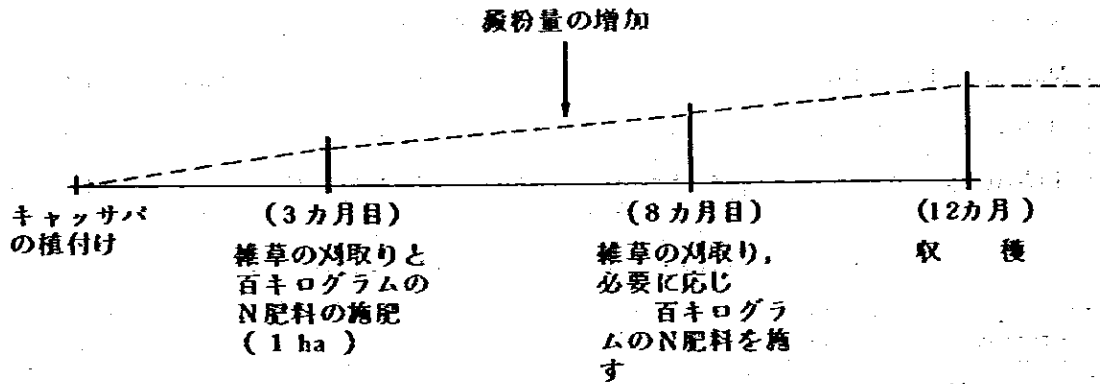 澱粉量の増加
キャッサバ
の植付け
(3カ月目)
雑草の刈取りと
百キログラムの
N肥料の施肥
( 1 ha )
(8カ月目)
雑草の刈取り,
必要に応じ
百キログラ
ムのN肥料を施
す
(12カ月)
収 穫